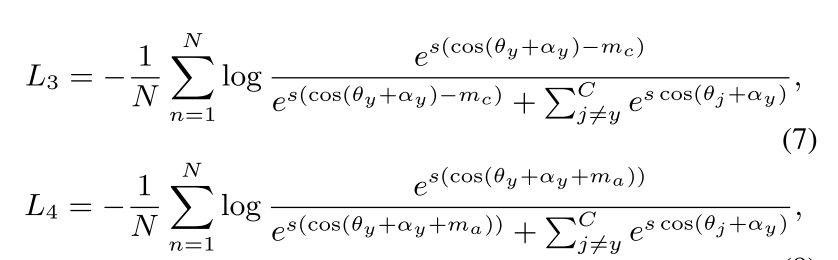 L_3 = -\frac{1}{N} \sum_{n=1}^{N} \log \frac{e^{s(\cos(\theta_y+\alpha_y)-m_c)}}{e^{s(\cos(\theta_y+\alpha_y)-m_c)} + \sum_{j \neq y}^{C} e^{s \cos(\theta_j+\alpha_y)}},
(7)
L_4 = -\frac{1}{N} \sum_{n=1}^{N} \log \frac{e^{s(\cos(\theta_y+\alpha_y+m_a))}}{e^{s(\cos(\theta_y+\alpha_y+m_a))} + \sum_{j \neq y}^{C} e^{s \cos(\theta_j+\alpha_y)}},